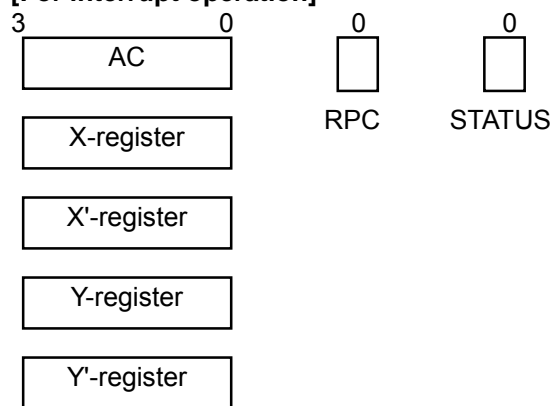 [For Interrupt operation]
3 0 0 0
AC
RPC STATUS
X-register
X'-register
Y-register
Y'-register